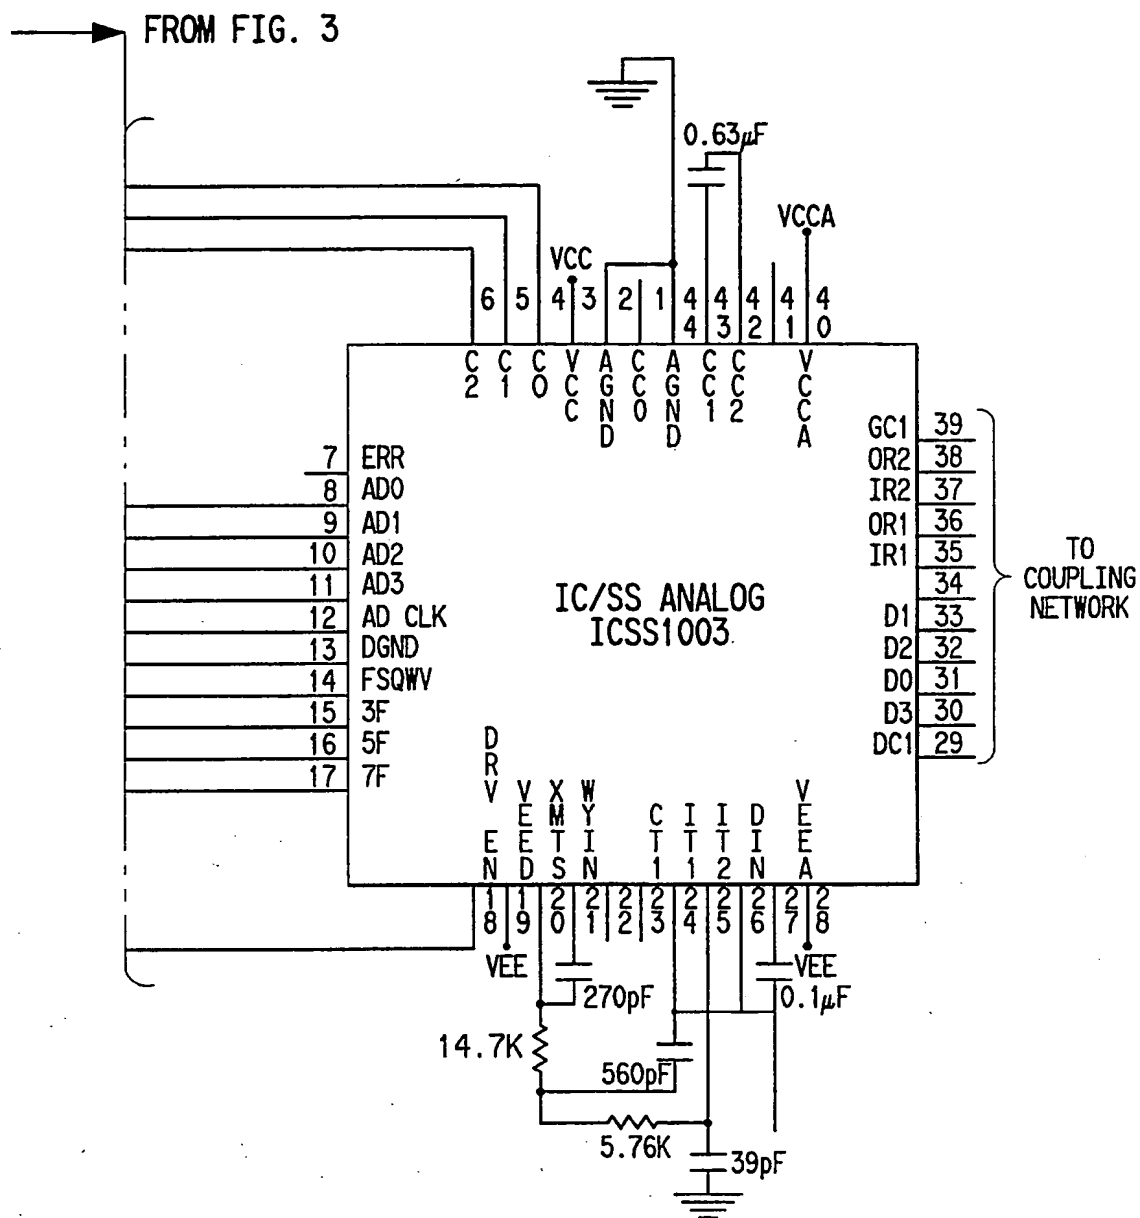 FROM FIG. 3
0.63μF
VCCA
VCC
6 5 4 3 2 1 44 43 42 41 40
C2 C1 C0 VCC AGND CC0 AGND CC1 CC2 VCCA
7 ERR
8 AD0
9 AD1
10 AD2
11 AD3
12 AD CLK
13 DGND
14 FSQWV
15 3F
16 5F
17 7F
GC1 39
OR2 38
IR2 37
OR1 36
IR1 35
34
D1 33
D2 32
D0 31
D3 30
DC1 29
TO
COUPLING
NETWORK
IC/SS ANALOG
ICSS1003
DRV EN VEED XMTS WYIN CT1 IT1 IT2 DIN VEEA
18 19 20 21 22 23 24 25 26 27 28
VEE
VEE
270pF
0.1μF
14.7K
560pF
5.76K
39pF